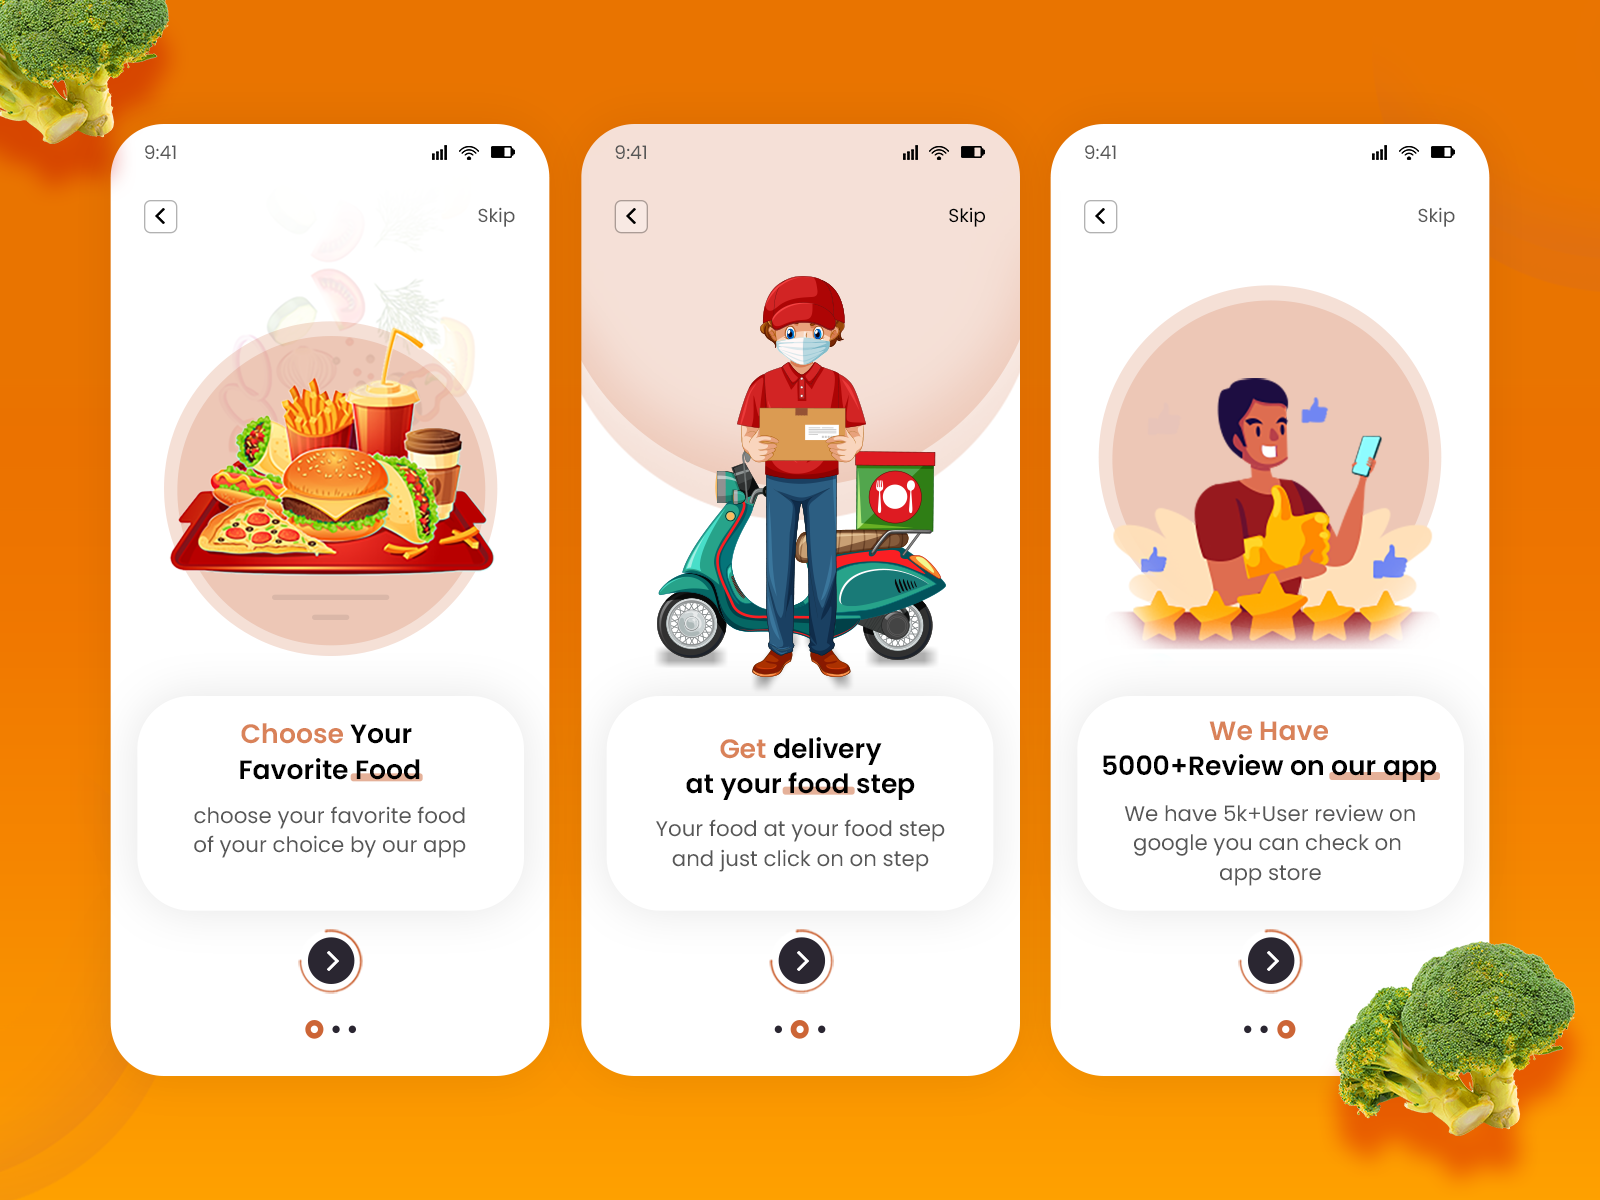 9:41
Skip
Choose Your
Favorite Food
choose your favorite food
of your choice by our app
9:41
Skip
Get delivery
at your food step
Your food at your food step
and just click on on step
9:41
Skip
We Have
5000+Review on our app
We have 5k+User review on
google you can check on
app store